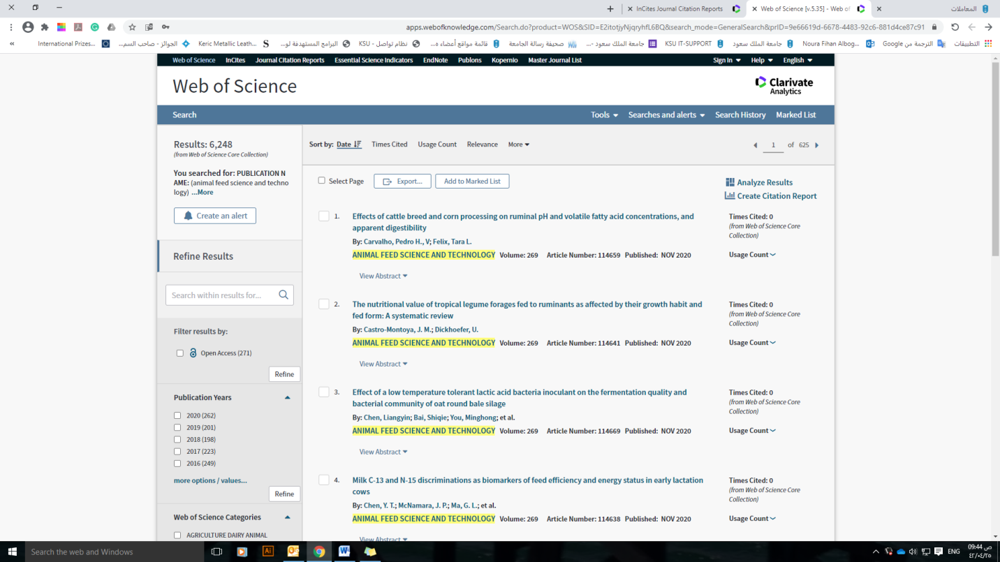 InCites Journal Citation Reports
Web of Science [v.5.35] - Web of
المعاملات
apps.webofknowledge.com/Search.do?product=WOS&SID=E2itotjyNjqryhfL6BQ&search_mode=GeneralSearch&prID=9e66619d-6678-4483-92c6-881d4ce87c91
International Prizes...
الجوائز - صاحب السم...
Keric Metallic Leath...
البرامج المستهدفة لو...
نظام تواصل - KSU
قائمة مواقع أعضاء ه...
صحيفة رسالة الجامعة
جامعة الملك سعود -...
KSU IT-SUPPORT
جامعة الملك سعود
Noura Fihan Albog...
الترجمة من Google
التطبيقات
Web of Science InCites Journal Citation Reports Essential Science Indicators EndNote Publons Kopernio Master Journal List Sign In Help English
Web of Science
Clarivate
Analytics
Search Tools Searches and alerts Search History Marked List
Results: 6,248
(from Web of Science Core Collection)
You searched for: PUBLICATION N
AME: (animal feed science and techno
logy) ...More
Create an alert
Refine Results
Search within results for...
Filter results by:
Open Access (271)
Refine
Publication Years
2020 (262)
2019 (201)
2018 (198)
2017 (223)
2016 (249)
more options / values...
Refine
Web of Science Categories
AGRICULTURE DAIRY ANIMAL
Sort by: Date Times Cited Usage Count Relevance More
1 of 625
Select Page Export... Add to Marked List
Analyze Results
Create Citation Report
1. Effects of cattle breed and corn processing on ruminal pH and volatile fatty acid concentrations, and
apparent digestibility
By: Carvalho, Pedro H., V; Felix, Tara L.
ANIMAL FEED SCIENCE AND TECHNOLOGY Volume: 269 Article Number: 114659 Published: NOV 2020
View Abstract
Times Cited: 0
(from Web of Science Core
Collection)
Usage Count
2. The nutritional value of tropical legume forages fed to ruminants as affected by their growth habit and
fed form: A systematic review
By: Castro-Montoya, J. M.; Dickhoefer, U.
ANIMAL FEED SCIENCE AND TECHNOLOGY Volume: 269 Article Number: 114641 Published: NOV 2020
View Abstract
Times Cited: 0
(from Web of Science Core
Collection)
Usage Count
3. Effect of a low temperature tolerant lactic acid bacteria inoculant on the fermentation quality and
bacterial community of oat round bale silage
By: Chen, Liangyin; Bai, Shiqie; You, Minghong; et al.
ANIMAL FEED SCIENCE AND TECHNOLOGY Volume: 269 Article Number: 114669 Published: NOV 2020
View Abstract
Times Cited: 0
(from Web of Science Core
Collection)
Usage Count
4. Milk C-13 and N-15 discriminations as biomarkers of feed efficiency and energy status in early lactation
cows
By: Chen, Y. T.; McNamara, J. P.; Ma, G. L.; et al.
ANIMAL FEED SCIENCE AND TECHNOLOGY Volume: 269 Article Number: 114638 Published: NOV 2020
View Abstract
Times Cited: 0
(from Web of Science Core
Collection)
Usage Count
Search the web and Windows
ENG
09:44 ص
٤٢/٠٤/٢٥